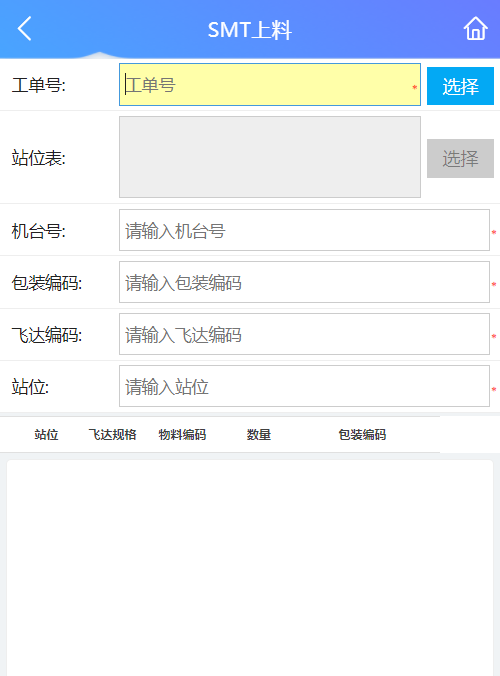 SMT上料
工单号: 工单号 * 选择
站位表: 选择
机台号: 请输入机台号 *
包装编码: 请输入包装编码 *
飞达编码: 请输入飞达编码 *
站位: 请输入站位 *
站位 飞达规格 物料编码 数量 包装编码